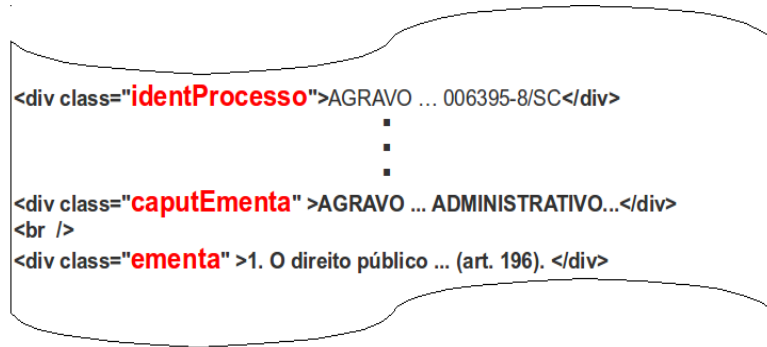 <div class="identProcesso">AGRAVO ... 006395-8/SC</div>
<div class="caputEmenta" >AGRAVO ... ADMINISTRATIVO...</div>
<br />
<div class="ementa" >1. O direito público ... (art. 196). </div>